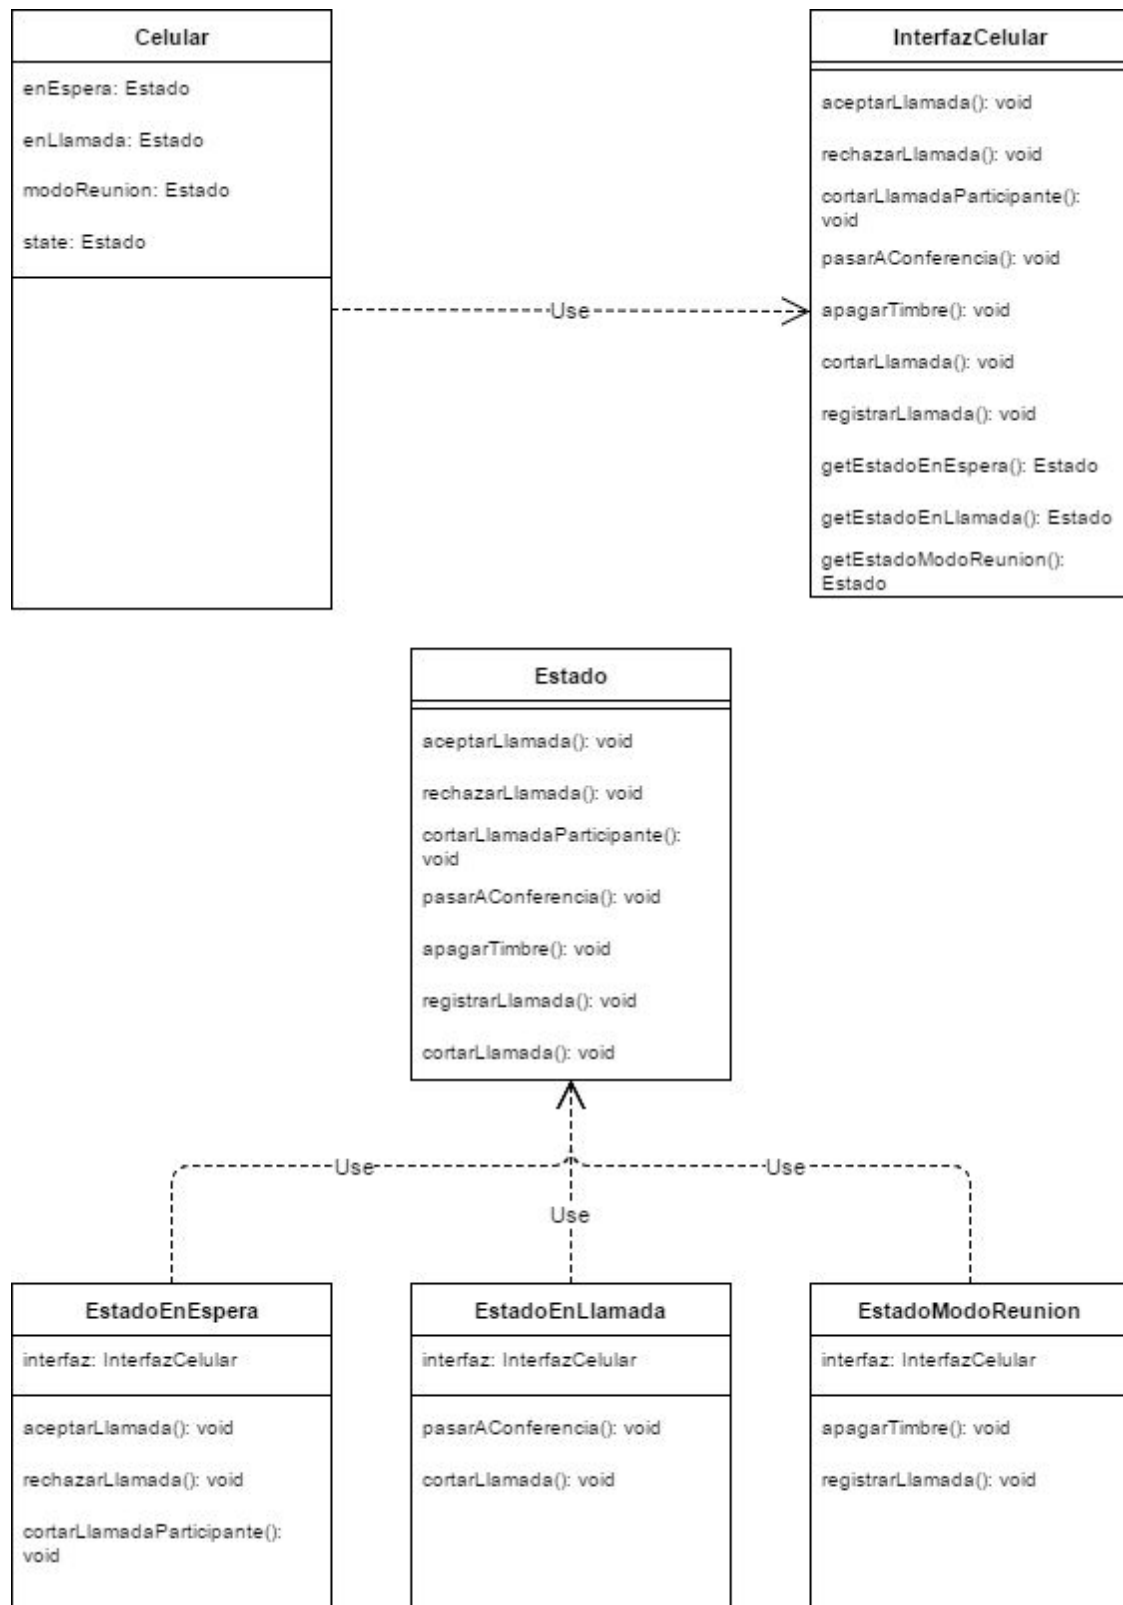 Celular
enEspera: Estado
enLlamada: Estado
modoReunion: Estado
state: Estado
Use
InterfazCelular
aceptarLlamada(): void
rechazarLlamada(): void
cortarLlamadaParticipante():
void
pasarAConferencia(): void
apagarTimbre(): void
cortarLlamada(): void
registrarLlamada(): void
getEstadoEnEspera(): Estado
getEstadoEnLlamada(): Estado
getEstadoModoReunion():
Estado
Estado
aceptarLlamada(): void
rechazarLlamada(): void
cortarLlamadaParticipante():
void
pasarAConferencia(): void
apagarTimbre(): void
registrarLlamada(): void
cortarLlamada(): void
Use
Use
Use
EstadoEnEspera
interfaz: InterfazCelular
aceptarLlamada(): void
rechazarLlamada(): void
cortarLlamadaParticipante():
void
EstadoEnLlamada
interfaz: InterfazCelular
pasarAConferencia(): void
cortarLlamada(): void
EstadoModoReunion
interfaz: InterfazCelular
apagarTimbre(): void
registrarLlamada(): void